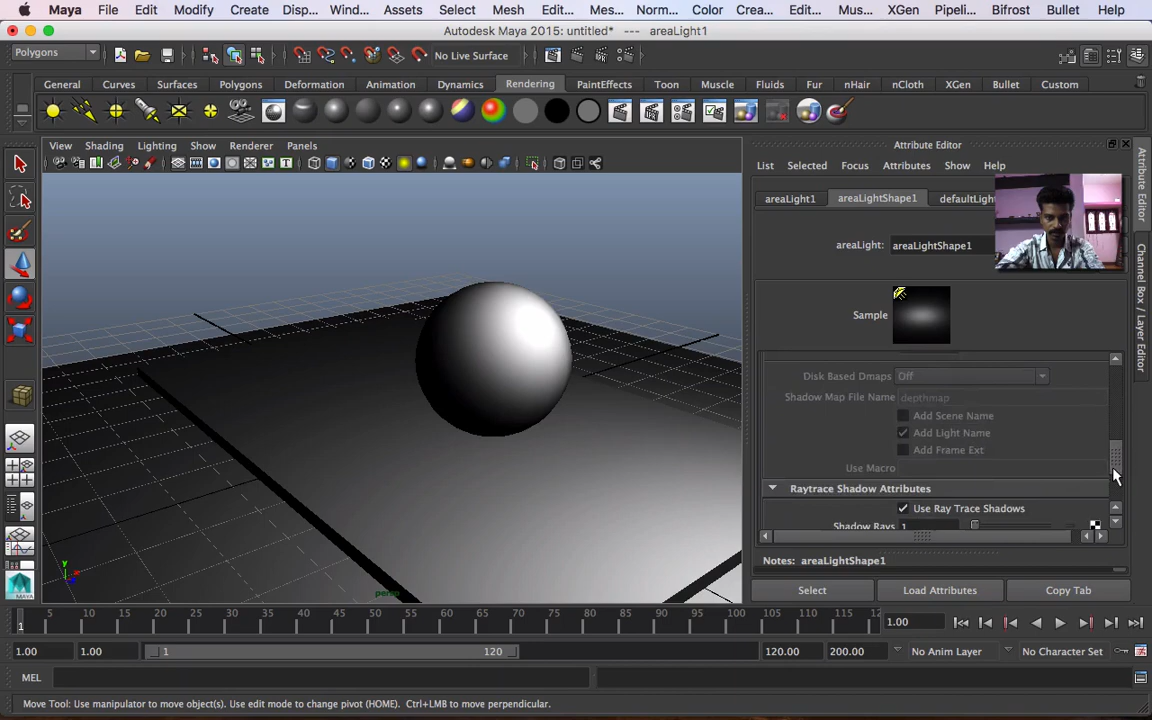 Maya File Edit Modify Create Disp... Wind... Assets Select Mesh Edit... Mes... Norm... Color Crea... Edit... Mus... XGen Pipeli... Bifrost Bullet Help
Autodesk Maya 2015: untitled* --- areaLight1
Polygons
No Live Surface
General Curves Surfaces Polygons Deformation Animation Dynamics Rendering PaintEffects Toon Muscle Fluids Fur nHair nCloth XGen Bullet Custom
View Shading Lighting Show Renderer Panels
Attribute Editor
List Selected Focus Attributes Show Help
areaLight1 areaLightShape1 defaultLigh
areaLight: areaLightShape1
Sample
Disk Based Dmaps Off
Shadow Map File Name depthmap
Add Scene Name
Add Light Name
Add Frame Ext
Use Macro
Raytrace Shadow Attributes
Use Ray Trace Shadows
Shadow Rays 1
Notes: areaLightShape1
Select Load Attributes Copy Tab
Attribute Editor
Channel Box / Layer Editor
y
x
z
persp
MAYA
1 5 10 15 20 25 30 35 40 45 50 55 60 65 70 75 80 85 90 95 100 105 110 115 12
1.00
1.00 1.00 1 120 120.00 200.00 No Anim Layer No Character Set
MEL
Move Tool: Use manipulator to move object(s). Use edit mode to change pivot (HOME). Ctrl+LMB to move perpendicular.